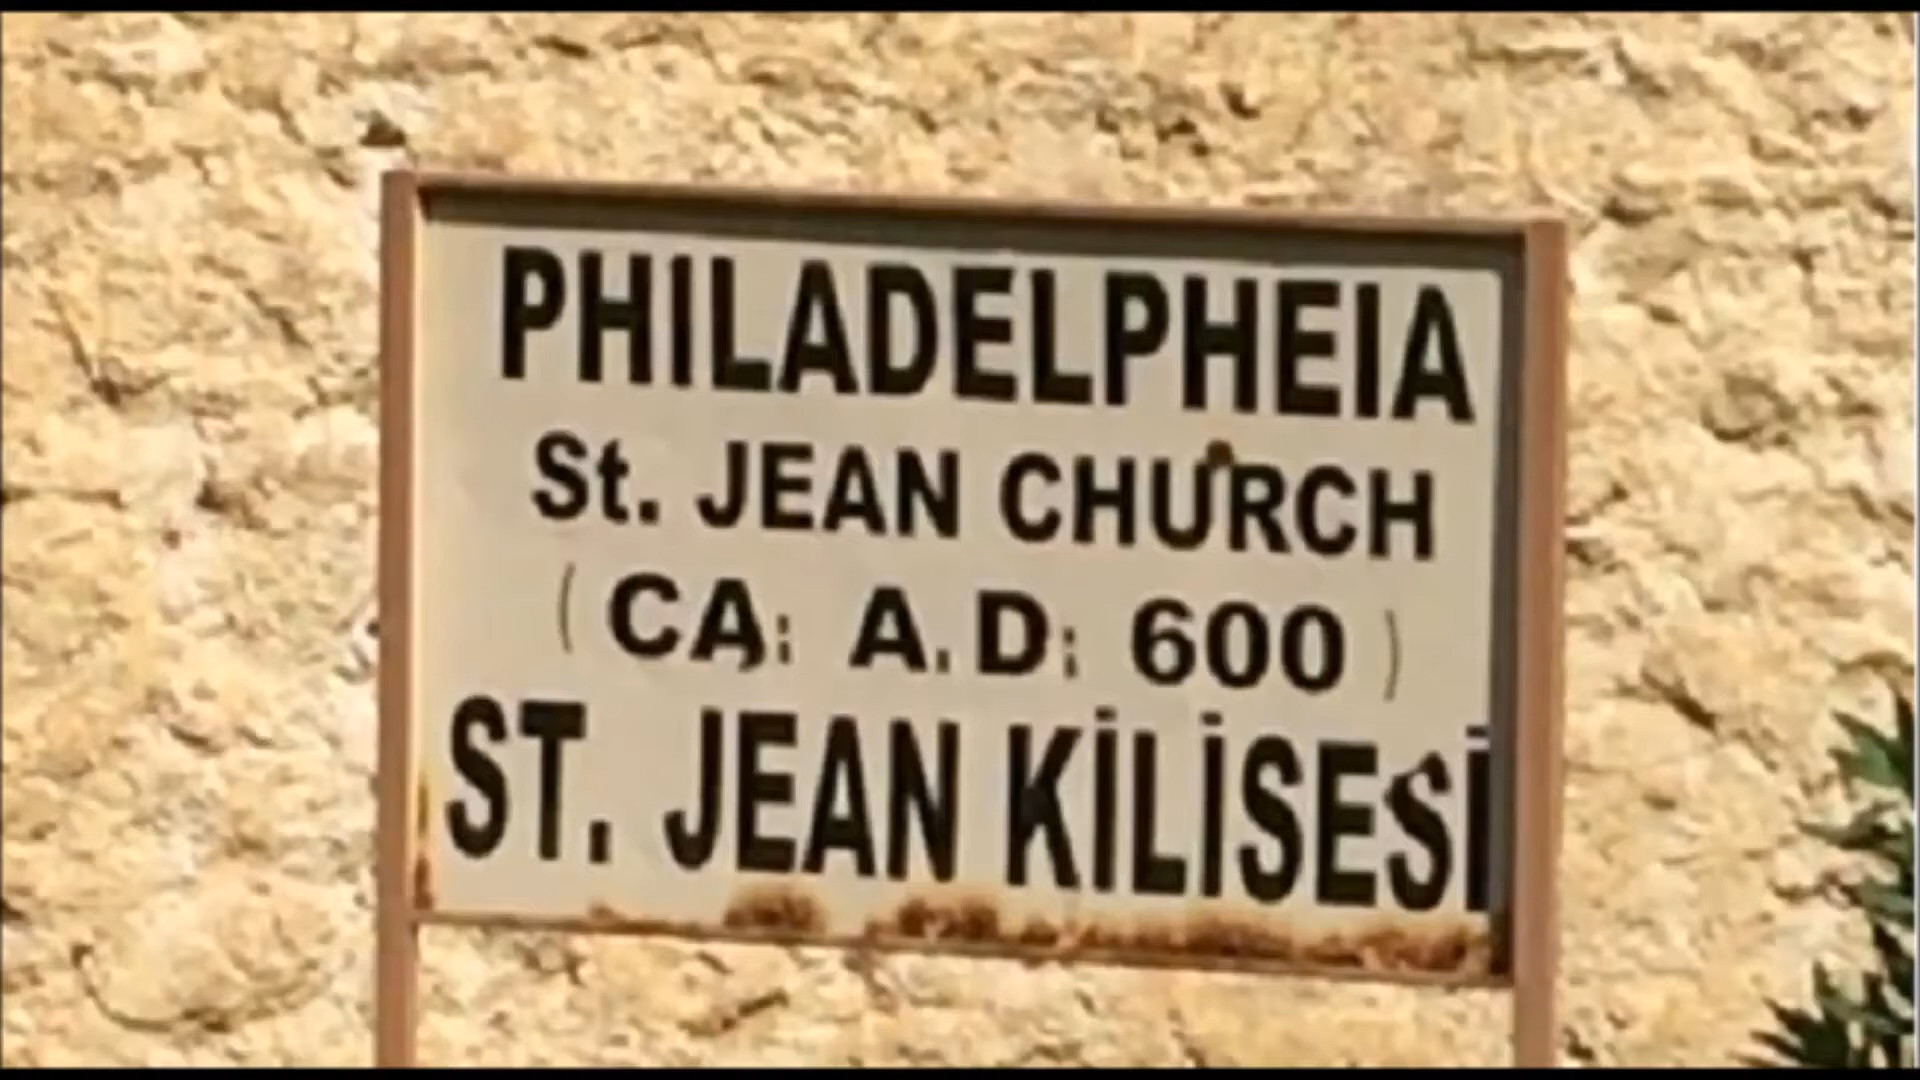 PHILADELPHEIA
St. JEAN CHURCH
( CA: A.D: 600 )
ST. JEAN KİLİSESİ